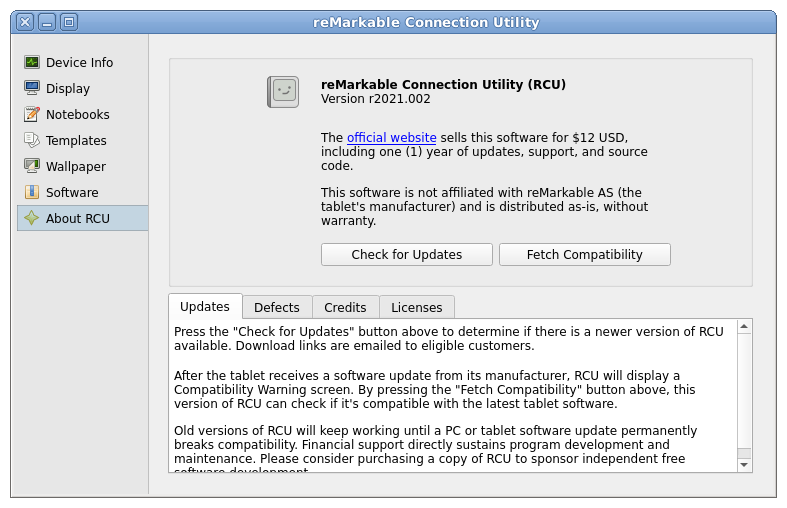 reMarkable Connection Utility
Device Info
Display
Notebooks
Templates
Wallpaper
Software
About RCU
reMarkable Connection Utility (RCU)
Version r2021.002
The official website sells this software for $12 USD,
including one (1) year of updates, support, and source
code.
This software is not affiliated with reMarkable AS (the
tablet's manufacturer) and is distributed as-is, without
warranty.
Check for Updates
Fetch Compatibility
Updates
Defects
Credits
Licenses
Press the "Check for Updates" button above to determine if there is a newer version of RCU
available. Download links are emailed to eligible customers.
After the tablet receives a software update from its manufacturer, RCU will display a
Compatibility Warning screen. By pressing the "Fetch Compatibility" button above, this
version of RCU can check if it's compatible with the latest tablet software.
Old versions of RCU will keep working until a PC or tablet software update permanently
breaks compatibility. Financial support directly sustains program development and
maintenance. Please consider purchasing a copy of RCU to sponsor independent free
software development.